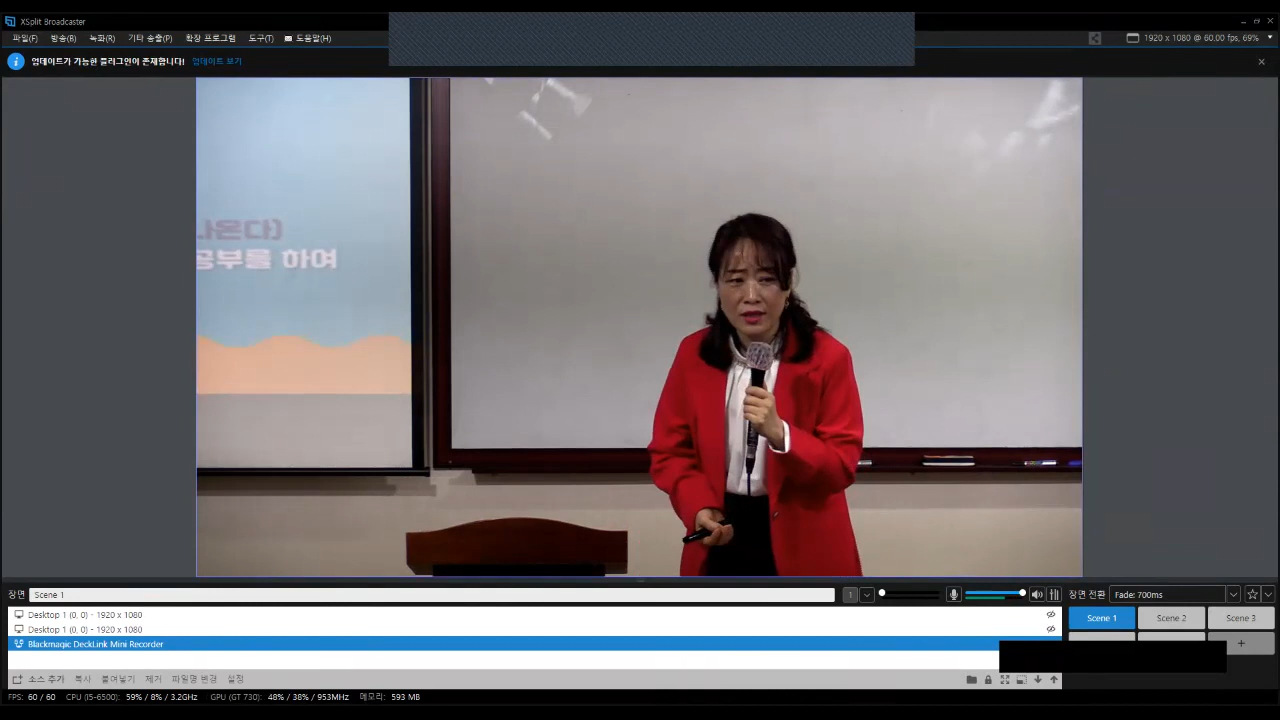 XSplit Broadcaster
파일(F) 방송(B) 녹화(R) 기타 송출(P) 확장 프로그램 도구(T) 도움말(H)
1920 x 1080 @ 60.00 fps, 69%
업데이트가 가능한 플러그인이 존재합니다! 업데이트 보기
나온다)
공부를 하여
장면 Scene 1
1
장면 전환 Fade: 700ms
Desktop 1 (0, 0) - 1920 x 1080
Desktop 1 (0, 0) - 1920 x 1080
Blackmagic DeckLink Mini Recorder
Scene 1 Scene 2 Scene 3
소스 추가 복사 붙여넣기 제거 파일명 변경 설정
FPS: 60 / 60 CPU (i5-6500): 59% / 8% / 3.2GHz GPU (GT 730): 48% / 38% / 953MHz 메모리: 593 MB